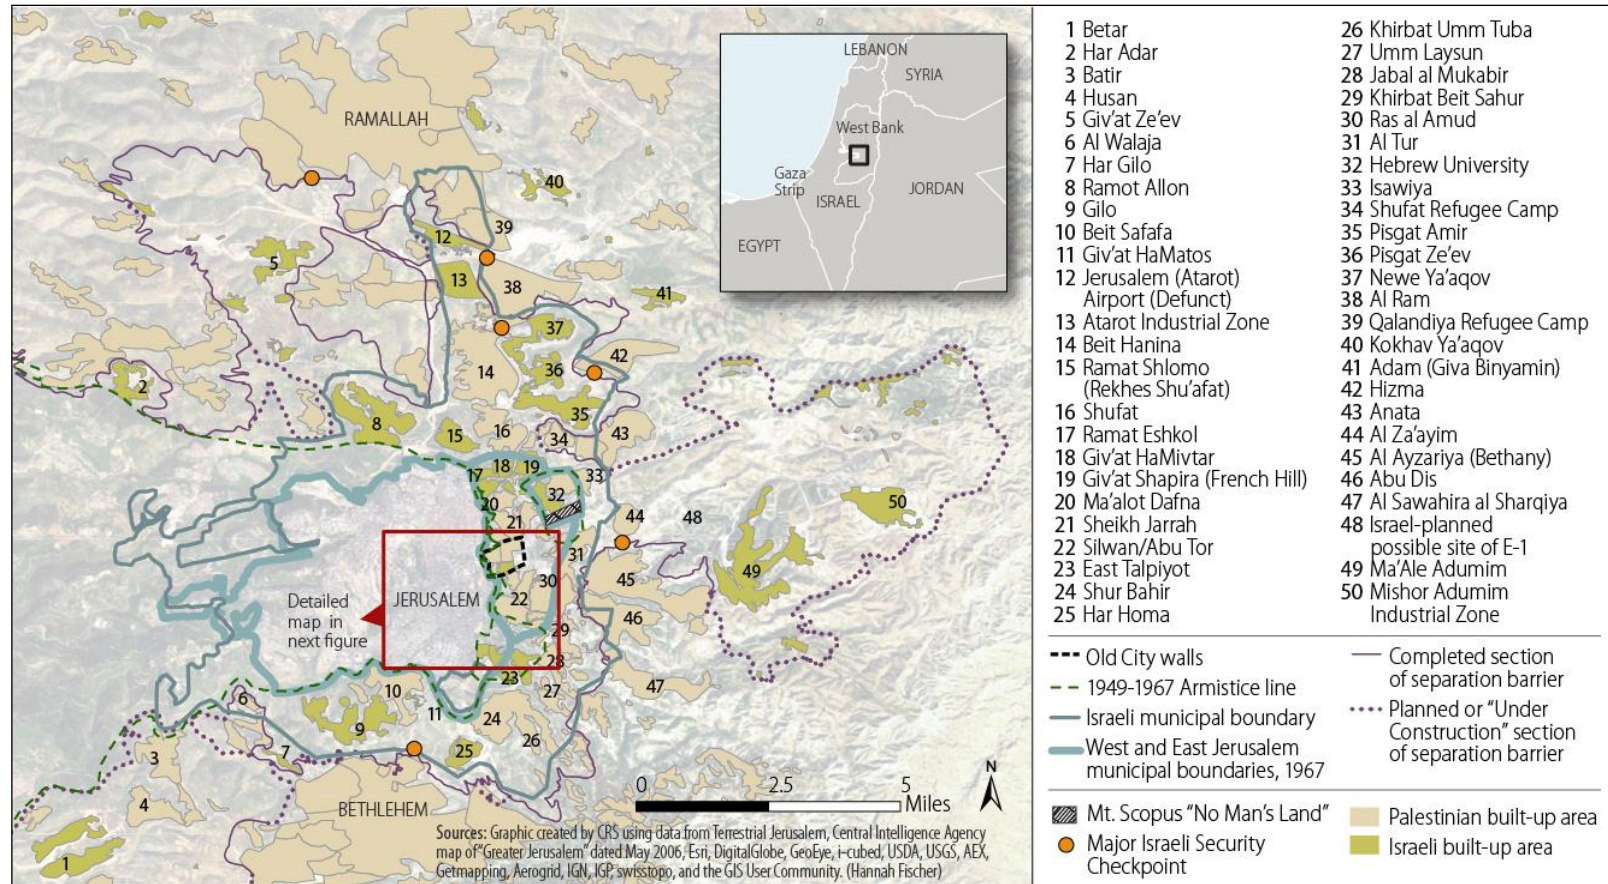 LEBANON
SYRIA
West Bank
Gaza
Strip
ISRAEL
JORDAN
EGYPT
RAMALLAH
40
39
12
5
13
38
41
37
42
14
36
2
35
8
15
16
34
43
18
19
33
17
32
50
20
21
44
48
31
49
45
Detailed
map in
next figure
JERUSALEM
30
22
46
29
28
23
47
10
27
6
11
24
9
26
7
25
3
4
1
BETHLEHEM
0 2.5 5
Miles
N
Sources: Graphic created by CRS using data from Terrestrial Jerusalem, Central Intelligence Agency
map of "Greater Jerusalem" dated May 2006, Esri, DigitalGlobe, GeoEye, i-cubed, USDA, USGS, AEX,
Getmapping, Aerogrid, IGN, IGP, swisstopo, and the GIS User Community. (Hannah Fischer)
1 Betar
2 Har Adar
3 Batir
4 Husan
5 Giv'at Ze'ev
6 Al Walaja
7 Har Gilo
8 Ramot Allon
9 Gilo
10 Beit Safafa
11 Giv'at HaMatos
12 Jerusalem (Atarot)
Airport (Defunct)
13 Atarot Industrial Zone
14 Beit Hanina
15 Ramat Shlomo
(Rekhes Shu'afat)
16 Shufat
17 Ramat Eshkol
18 Giv'at HaMivtar
19 Giv'at Shapira (French Hill)
20 Ma'alot Dafna
21 Sheikh Jarrah
22 Silwan/Abu Tor
23 East Talpiyot
24 Shur Bahir
25 Har Homa
26 Khirbat Umm Tuba
27 Umm Laysun
28 Jabal al Mukabir
29 Khirbat Beit Sahur
30 Ras al Amud
31 Al Tur
32 Hebrew University
33 Isawiya
34 Shufat Refugee Camp
35 Pisgat Amir
36 Pisgat Ze'ev
37 Newe Ya'aqov
38 Al Ram
39 Qalandiya Refugee Camp
40 Kokhav Ya'aqov
41 Adam (Giva Binyamin)
42 Hizma
43 Anata
44 Al Za'ayim
45 Al Ayzariya (Bethany)
46 Abu Dis
47 Al Sawahira al Sharqiya
48 Israel-planned
possible site of E-1
49 Ma'Ale Adumim
50 Mishor Adumim
Industrial Zone
Old City walls
1949-1967 Armistice line
Israeli municipal boundary
West and East Jerusalem
municipal boundaries, 1967
Completed section
of separation barrier
Planned or "Under
Construction" section
of separation barrier
Mt. Scopus "No Man's Land"
Major Israeli Security
Checkpoint
Palestinian built-up area
Israeli built-up area